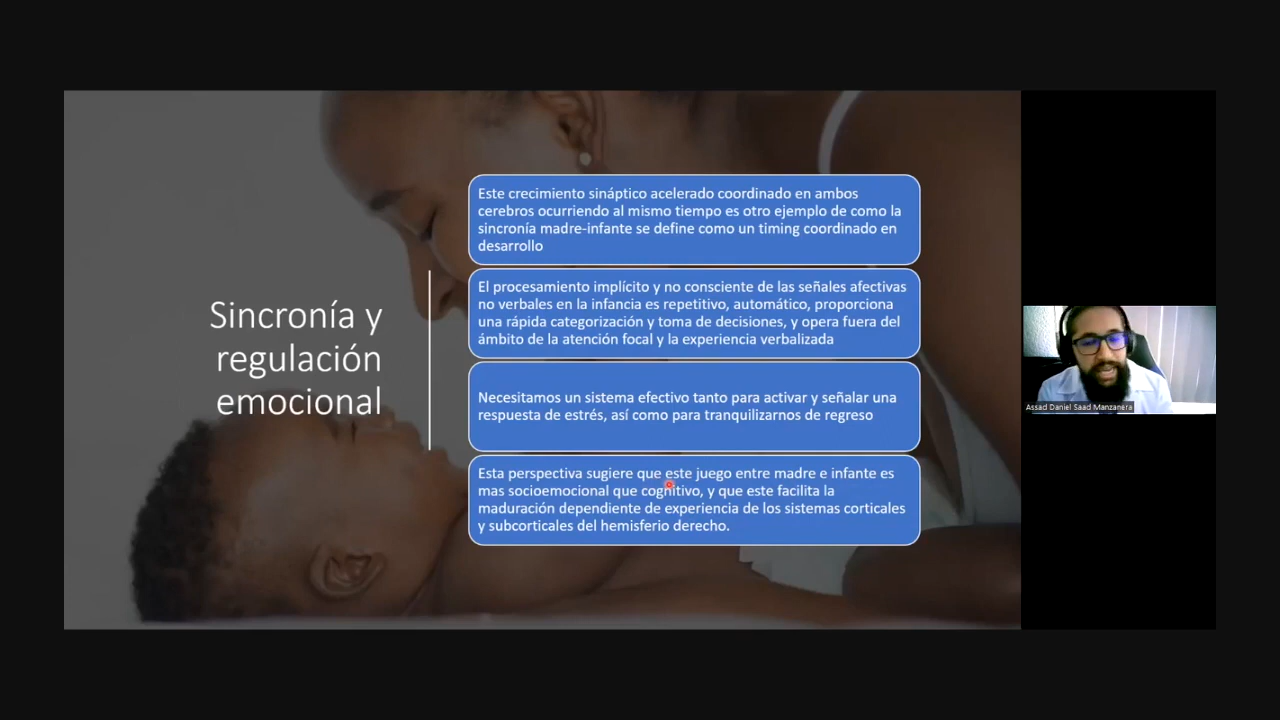 Sincronía y
regulación
emocional
Este crecimiento sináptico acelerado coordinado en ambos
cerebros ocurriendo al mismo tiempo es otro ejemplo de como la
sincronía madre-infante se define como un timing coordinado en
desarrollo
El procesamiento implícito y no consciente de las señales afectivas
no verbales en la infancia es repetitivo, automático, proporciona
una rápida categorización y toma de decisiones, y opera fuera del
ámbito de la atención focal y la experiencia verbalizada
Necesitamos un sistema efectivo tanto para activar y señalar una
respuesta de estrés, así como para tranquilizarnos de regreso
Esta perspectiva sugiere que este juego entre madre e infante es
mas socioemocional que cognitivo, y que este facilita la
maduración dependiente de experiencia de los sistemas corticales
y subcorticales del hemisferio derecho.
Assad Daniel Saad Manzanera